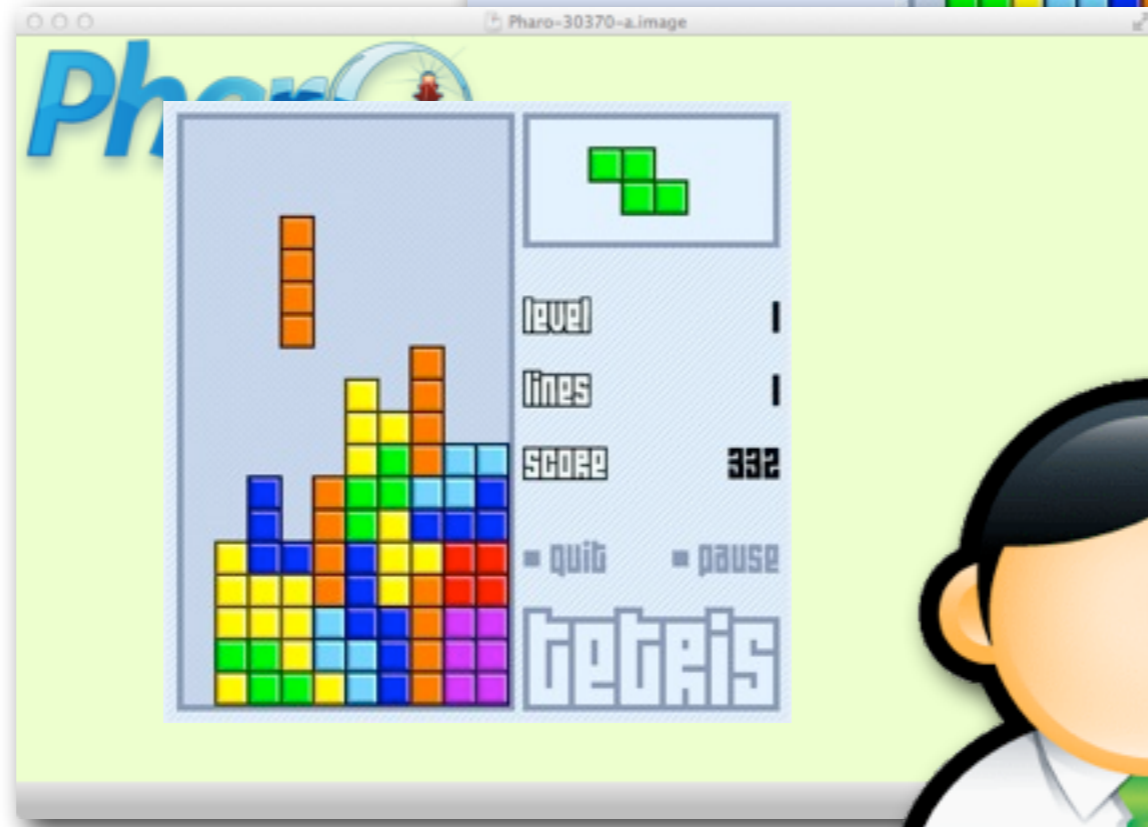 Pharo-30370-a.image
Phar
level 1
lines 1
score 332
quit pause
tetris